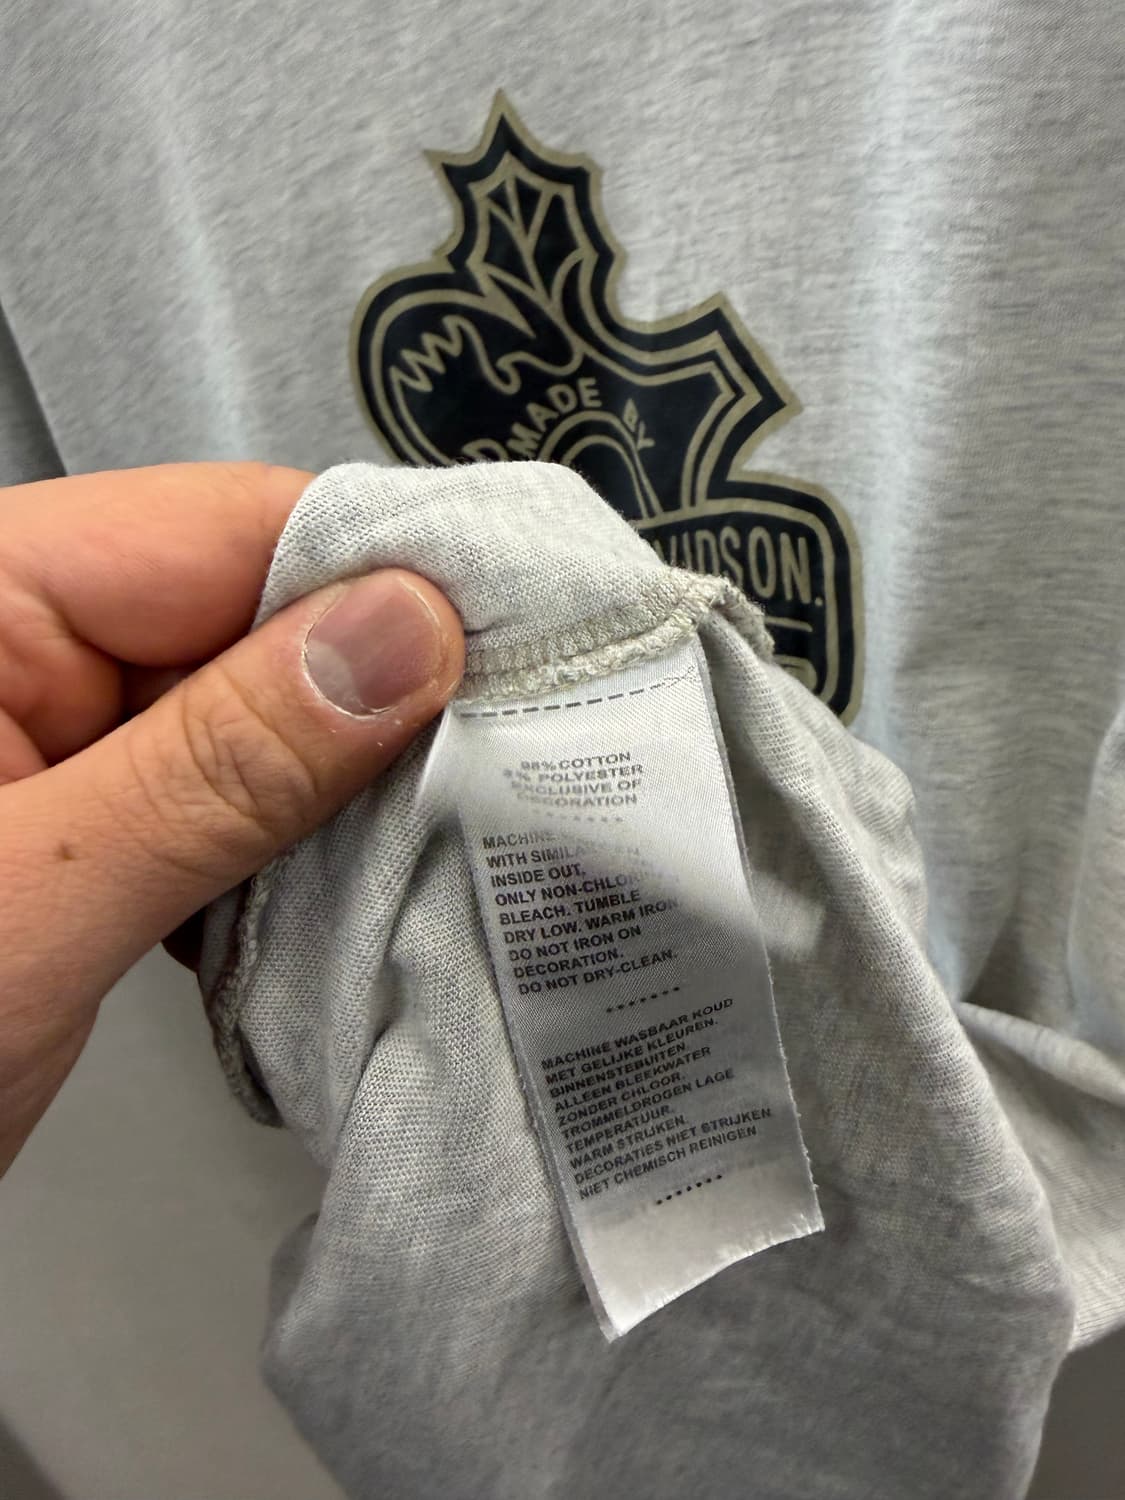 MADE BY
VIDSON.
COTTON
% POLYESTER
EXCLUSIVE OF
DECORATION
MACHINE
WITH SIMILAR
INSIDE OUT,
ONLY NON-CHLORINE
BLEACH. TUMBLE
DRY LOW. WARM IRON.
DO NOT IRON ON
DECORATION.
DO NOT DRY-CLEAN.
MACHINE WASBAAR KOUD
MET GELIJKE KLEUREN.
BINNENSTEBUITEN.
ALLEEN BLEEKWATER
ZONDER CHLOOR.
TROMMELDROGEN LAGE
TEMPERATUUR.
WARM STRIJKEN.
DECORATIES NIET STRIJKEN
NIET CHEMISCH REINIGEN